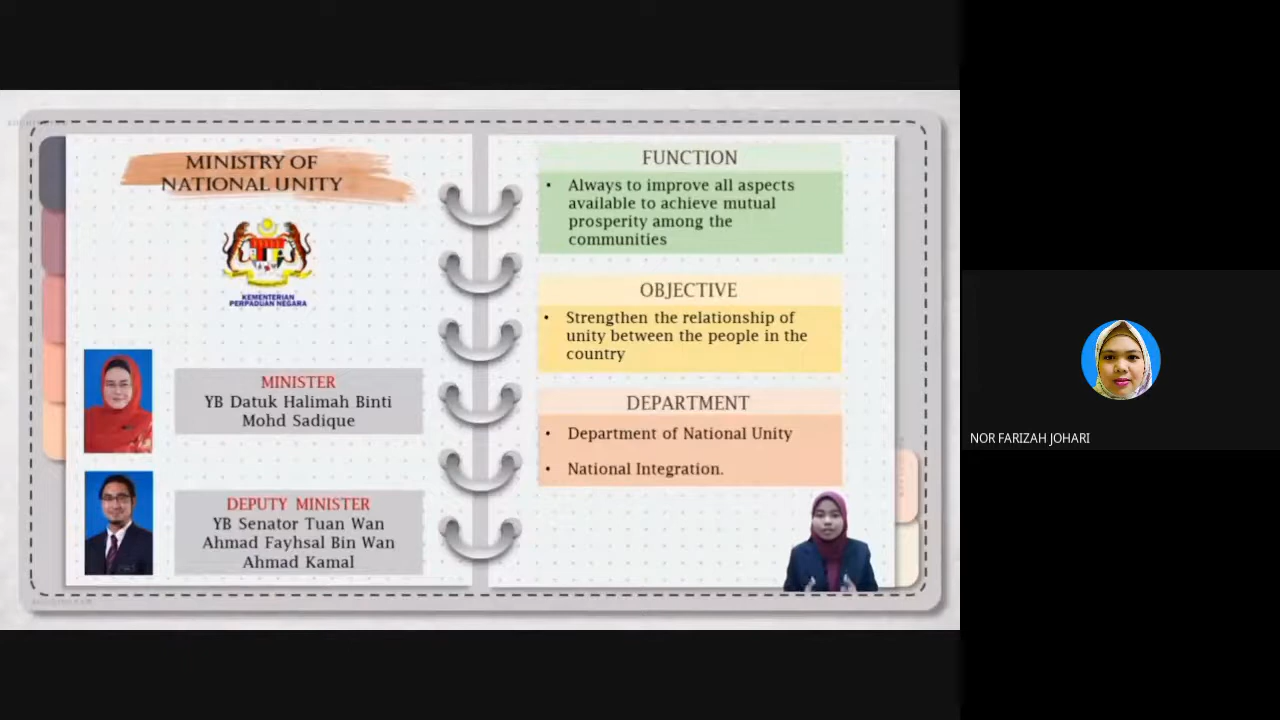 MINISTRY OF
NATIONAL UNITY
KEMENTERIAN
PERPADUAN NEGARA
MINISTER
YB Datuk Halimah Binti
Mohd Sadique
DEPUTY MINISTER
YB Senator Tuan Wan
Ahmad Fayhsal Bin Wan
Ahmad Kamal
FUNCTION
• Always to improve all aspects
available to achieve mutual
prosperity among the
communities
OBJECTIVE
• Strengthen the relationship of
unity between the people in the
country
DEPARTMENT
• Department of National Unity
• National Integration.
NOR FARIZAH JOHARI